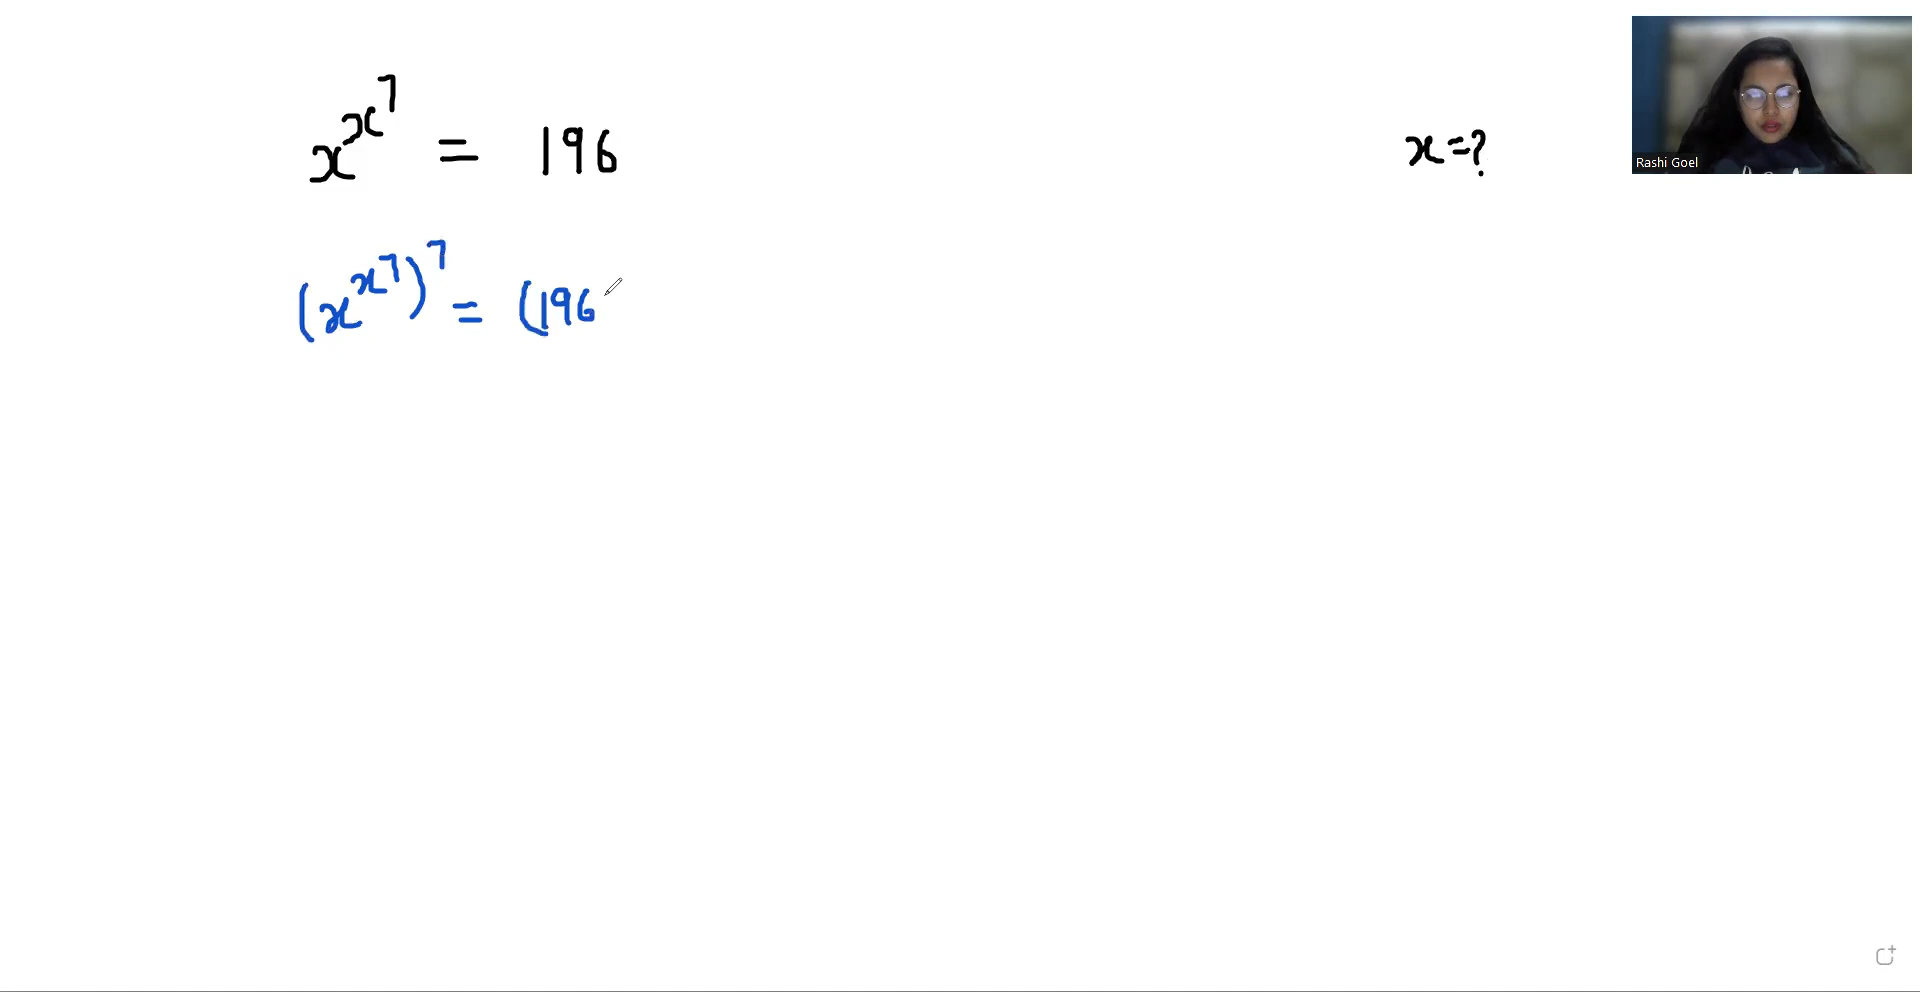 x^{x^7} = 196
x=?
Rashi Goel
(x^{x^7})^7 = (196